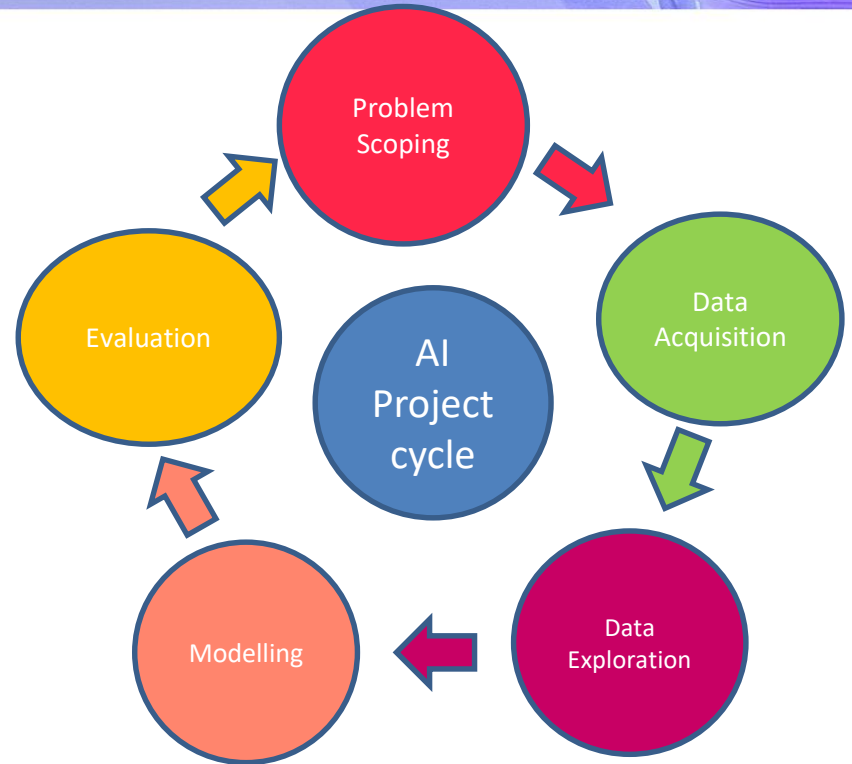 Problem
Scoping
Data
Acquisition
Evaluation
AI
Project
cycle
Data
Exploration
Modelling